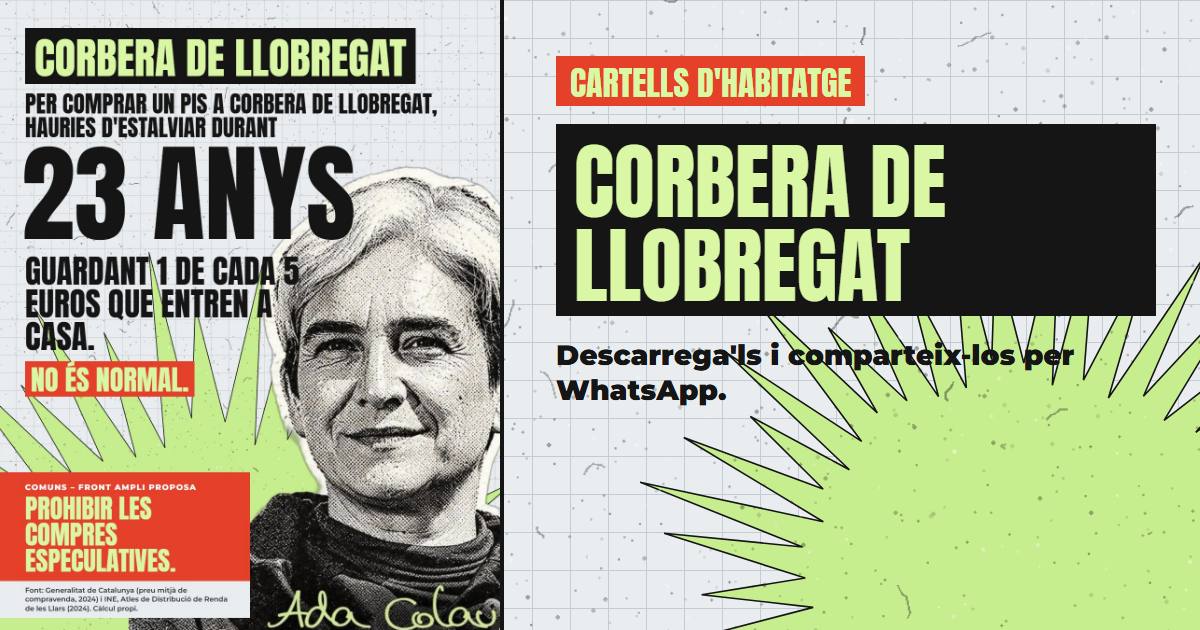 CORBERA DE LLOBREGAT
PER COMPRAR UN PIS A CORBERA DE LLOBREGAT,
HAURIES D'ESTALVIAR DURANT
23 ANYS
GUARDANT 1 DE CADA 5
EUROS QUE ENTREN A
CASA.
NO ÉS NORMAL.
COMUNS – FRONT AMPLI PROPOSA
PROHIBIR LES
COMPRES
ESPECULATIVES.
Font: Generalitat de Catalunya (preu mitjà de
compravenda, 2024) i INE, Atles de Distribució de Renda
de les Llars (2024). Càlcul propi.
Ada Colau
CARTELLS D'HABITATGE
CORBERA DE
LLOBREGAT
Descarrega'ls i comparteix-los per
WhatsApp.